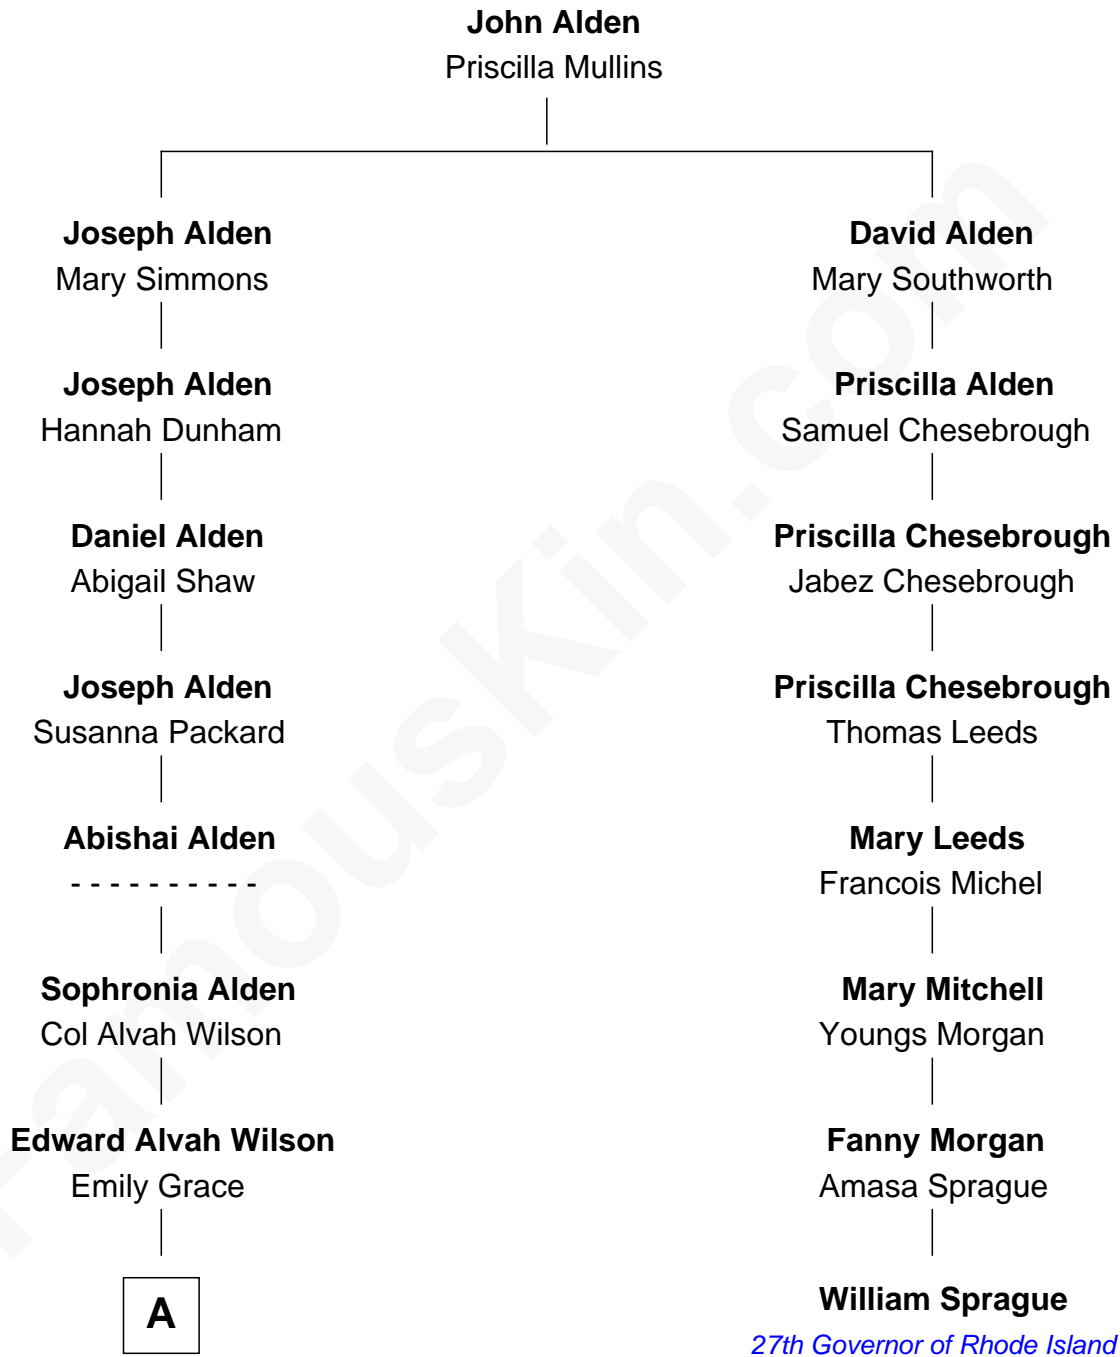 John Alden
Priscilla Mullins
Joseph Alden
Mary Simmons
David Alden
Mary Southworth
Joseph Alden
Hannah Dunham
Priscilla Alden
Samuel Chesebrough
Daniel Alden
Abigail Shaw
Priscilla Chesebrough
Jabez Chesebrough
Joseph Alden
Susanna Packard
Priscilla Chesebrough
Thomas Leeds
Abishai Alden
- - - - - - - - - -
Mary Leeds
Francois Michel
Sophronia Alden
Col Alvah Wilson
Mary Mitchell
Youngs Morgan
Edward Alvah Wilson
Emily Grace
Fanny Morgan
Amasa Sprague
A
William Sprague
27th Governor of Rhode Island
FamousKin.com